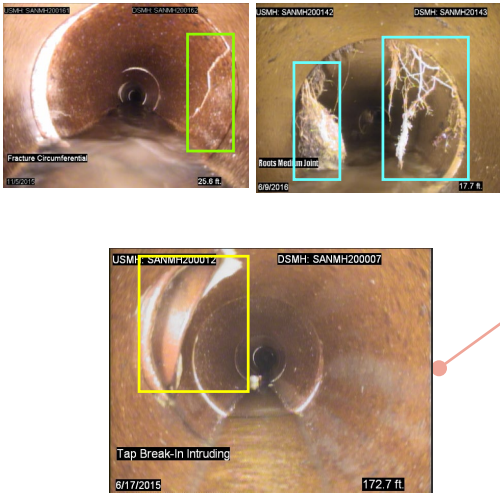 USMH: SANMH200161 DSMH: SANMH200162
Fracture Circumferential
11/5/2015 25.6 ft.
USMH: SANMH200142 DSMH: SANMH20143
Roots Medium Joint
6/9/2016 17.7 ft.
USMH: SANMH200012 DSMH: SANMH200007
Tap Break-In Intruding
6/17/2015 172.7 ft.